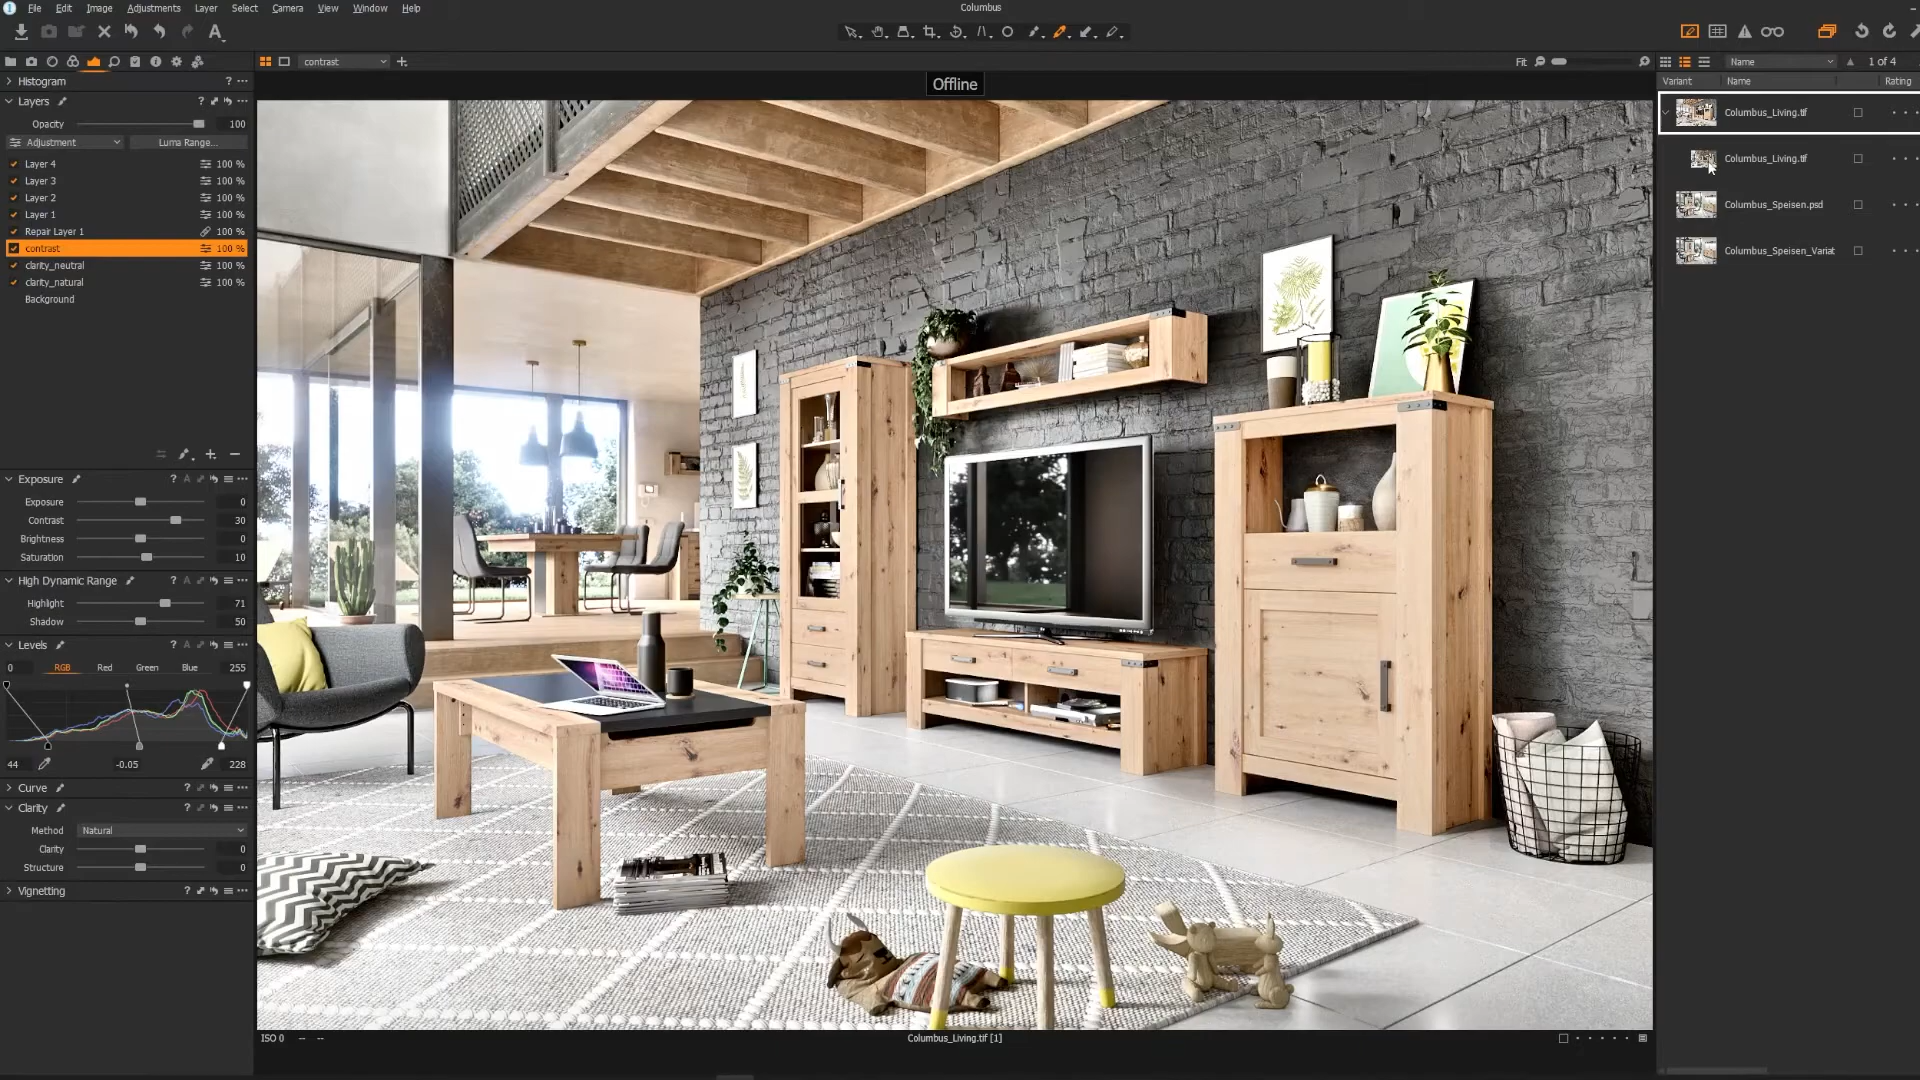 1 File Edit Image Adjustments Layer Select Camera View Window Help
Columbus
A
contrast
Fit
Name
1 of 4
Offline
Variant Name Rating
Histogram ? ...
Layers ? ...
Opacity 100
Adjustment Luma Range...
Layer 4 100 %
Layer 3 100 %
Layer 2 100 %
Layer 1 100 %
Repair Layer 1 100 %
contrast 100 %
clarity_neutral 100 %
clarity_natural 100 %
Background
Exposure ? A ...
Exposure 0
Contrast 30
Brightness 0
Saturation 10
High Dynamic Range ? A ...
Highlight 71
Shadow 50
Levels ? A ...
0 RGB Red Green Blue 255
44 -0.05 228
Curve ? ...
Clarity ? ...
Method Natural
Clarity 0
Structure 0
Vignetting ? ...
Columbus_Living.tif
Columbus_Living.tif
Columbus_Speisen.psd
Columbus_Speisen_Variat
ISO 0 -- --
Columbus_Living.tif [1]